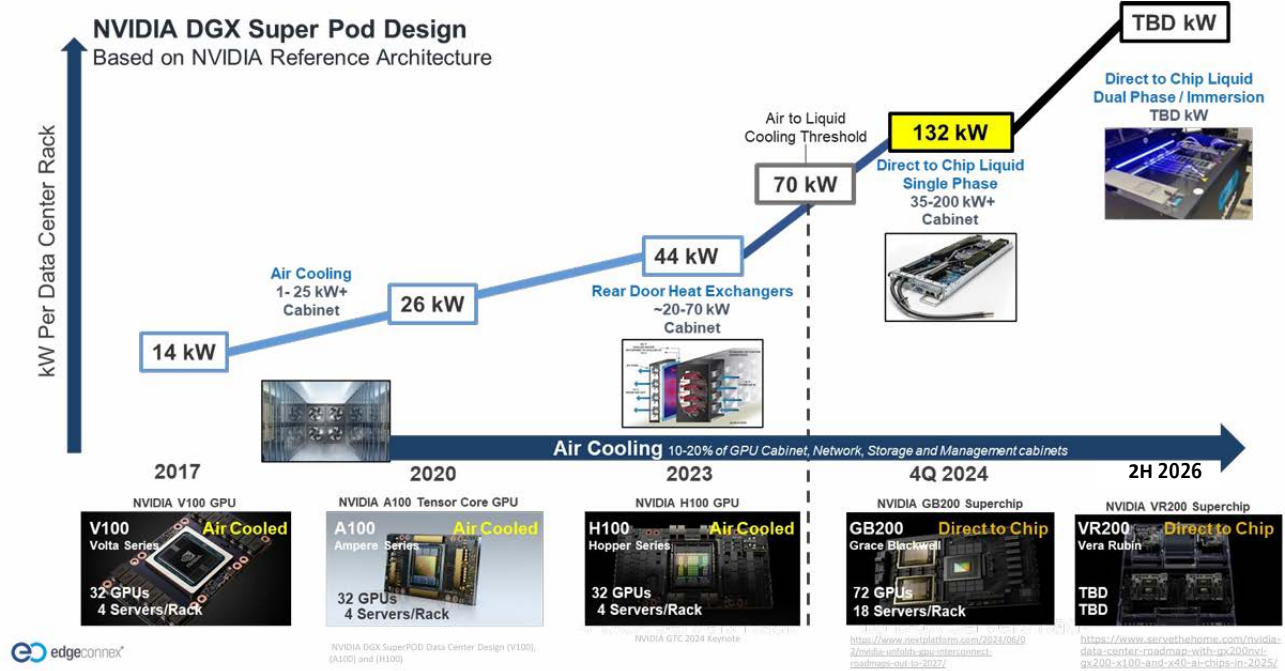 NVIDIA DGX Super Pod Design
Based on NVIDIA Reference Architecture
kW Per Data Center Rack
TBD kW
Direct to Chip Liquid
Dual Phase / Immersion
TBD kW
Air to Liquid
Cooling Threshold
132 kW
70 kW
Direct to Chip Liquid
Single Phase
35-200 kW+
Cabinet
44 kW
Rear Door Heat Exchangers
~20-70 kW
Cabinet
Air Cooling
1- 25 kW+
Cabinet
26 kW
14 kW
Air Cooling 10-20% of GPU Cabinet, Network, Storage and Management cabinets
2017
2020
2023
4Q 2024
2H 2026
NVIDIA V100 GPU
V100 Air Cooled
Volta Series
32 GPUs
4 Servers/Rack
NVIDIA A100 Tensor Core GPU
A100 Air Cooled
Ampere Series
32 GPUs
4 Servers/Rack
NVIDIA H100 GPU
H100 Air Cooled
Hopper Series
32 GPUs
4 Servers/Rack
NVIDIA GB200 Superchip
GB200 Direct to Chip
Grace Blackwell
72 GPUs
18 Servers/Rack
NVIDIA VR200 Superchip
VR200 Direct to Chip
Vera Rubin
TBD
TBD
edgeconnex
NVIDIA DGX SuperPOD Data Center Design (V100),
(A100) and (H100)
NVIDIA GTC 2024 Keynote
https://www.nextplatform.com/2024/06/0
2/nvidia-unfolds-gpu-interconnect-
roadmaps-out-to-2027/
https://www.servethehome.com/nvidia-
data-center-roadmap-with-gx200nvl-
gx200-x100-and-x40-ai-chips-in-2025/